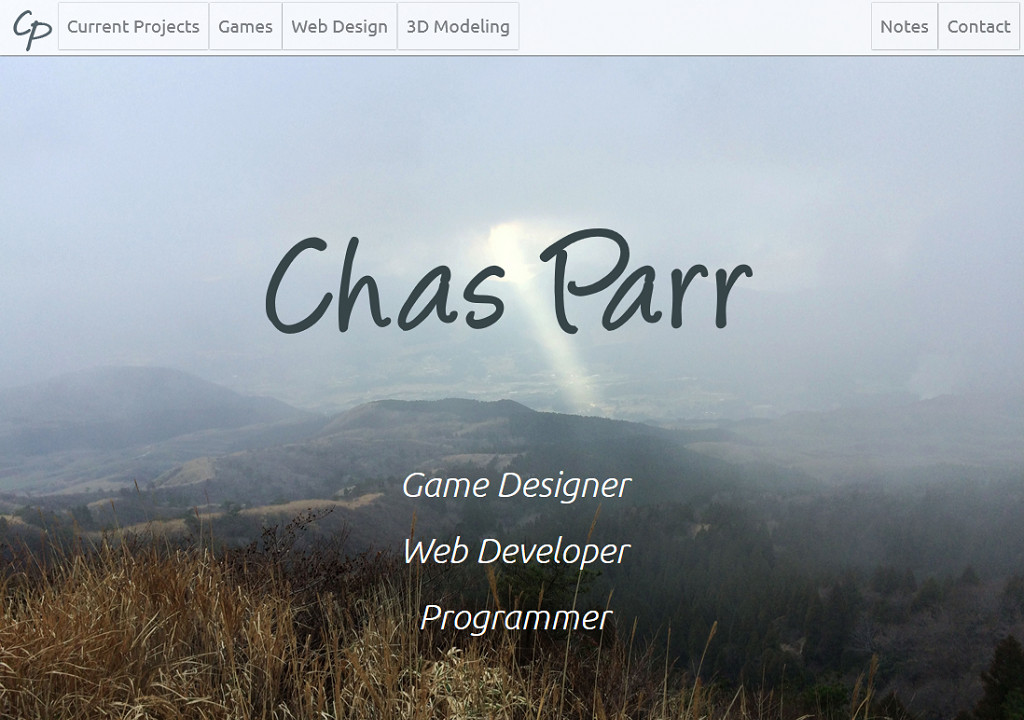 CP Current Projects Games Web Design 3D Modeling Notes Contact
Chas Parr
Game Designer
Web Developer
Programmer